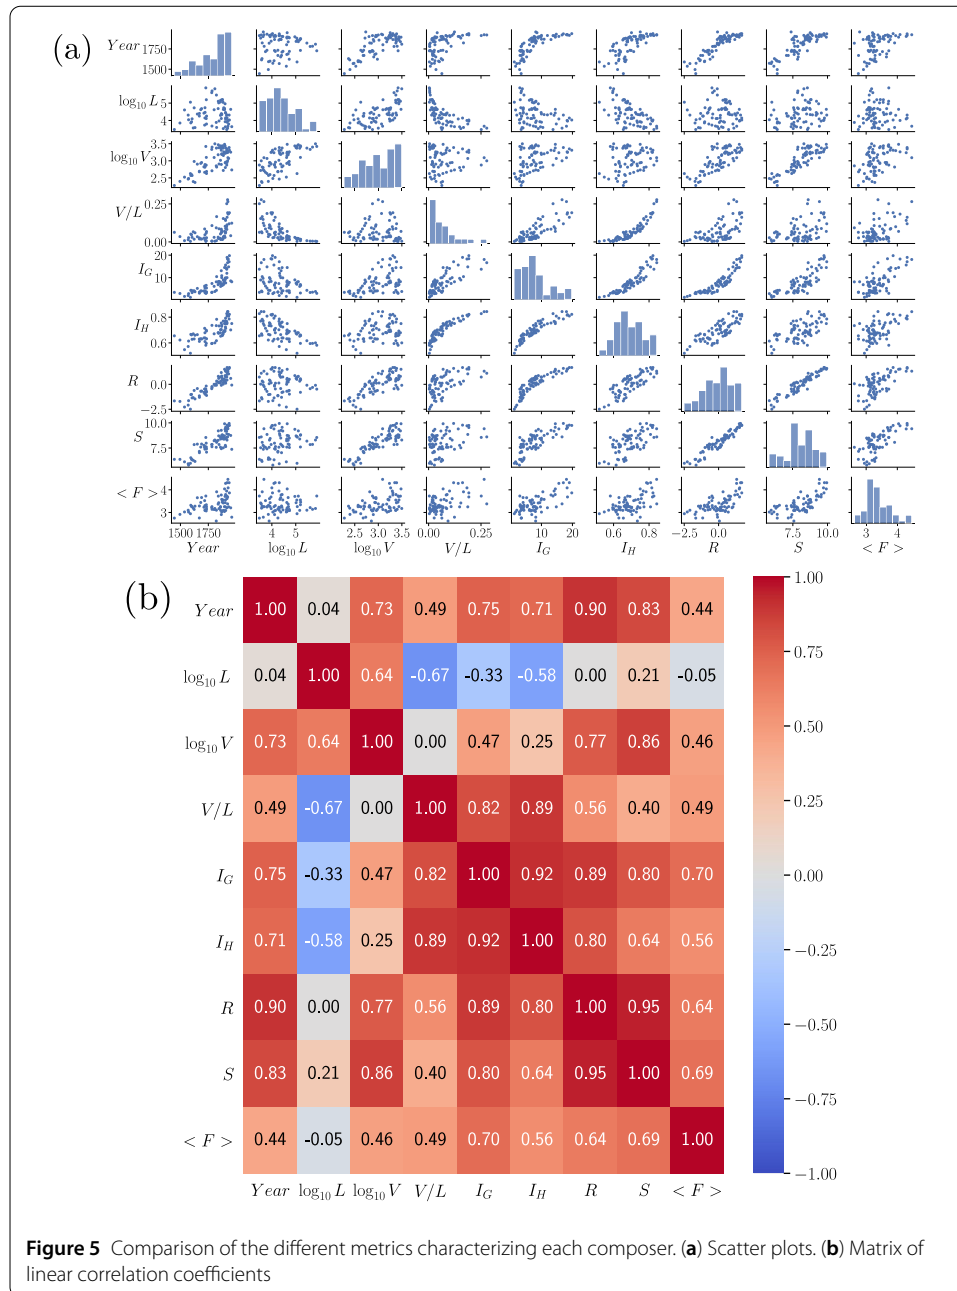 (a)
Year
1750
1500
log₁₀ L
5
4
log₁₀ V
3.5
3.0
2.5
V/L
0.25
0.00
I_G
20
10
I_H
0.8
0.6
R
0.0
−2.5
S
10.0
7.5
< F >
4
3
1500 1750 4 5 2.5 3.0 3.5 0.00 0.25 10 20 0.6 0.8 −2.5 0.0 7.5 10.0 3 4
Year log₁₀ L log₁₀ V V/L I_G I_H R S < F >
(b)
Year 1.00 0.04 0.73 0.49 0.75 0.71 0.90 0.83 0.44
log₁₀ L 0.04 1.00 0.64 -0.67 -0.33 -0.58 0.00 0.21 -0.05
log₁₀ V 0.73 0.64 1.00 0.00 0.47 0.25 0.77 0.86 0.46
V/L 0.49 -0.67 0.00 1.00 0.82 0.89 0.56 0.40 0.49
I_G 0.75 -0.33 0.47 0.82 1.00 0.92 0.89 0.80 0.70
I_H 0.71 -0.58 0.25 0.89 0.92 1.00 0.80 0.64 0.56
R 0.90 0.00 0.77 0.56 0.89 0.80 1.00 0.95 0.64
S 0.83 0.21 0.86 0.40 0.80 0.64 0.95 1.00 0.69
< F > 0.44 -0.05 0.46 0.49 0.70 0.56 0.64 0.69 1.00
Year log₁₀ L log₁₀ V V/L I_G I_H R S < F >
1.00
0.75
0.50
0.25
0.00
−0.25
−0.50
−0.75
−1.00
Figure 5 Comparison of the different metrics characterizing each composer. (a) Scatter plots. (b) Matrix of
linear correlation coefficients